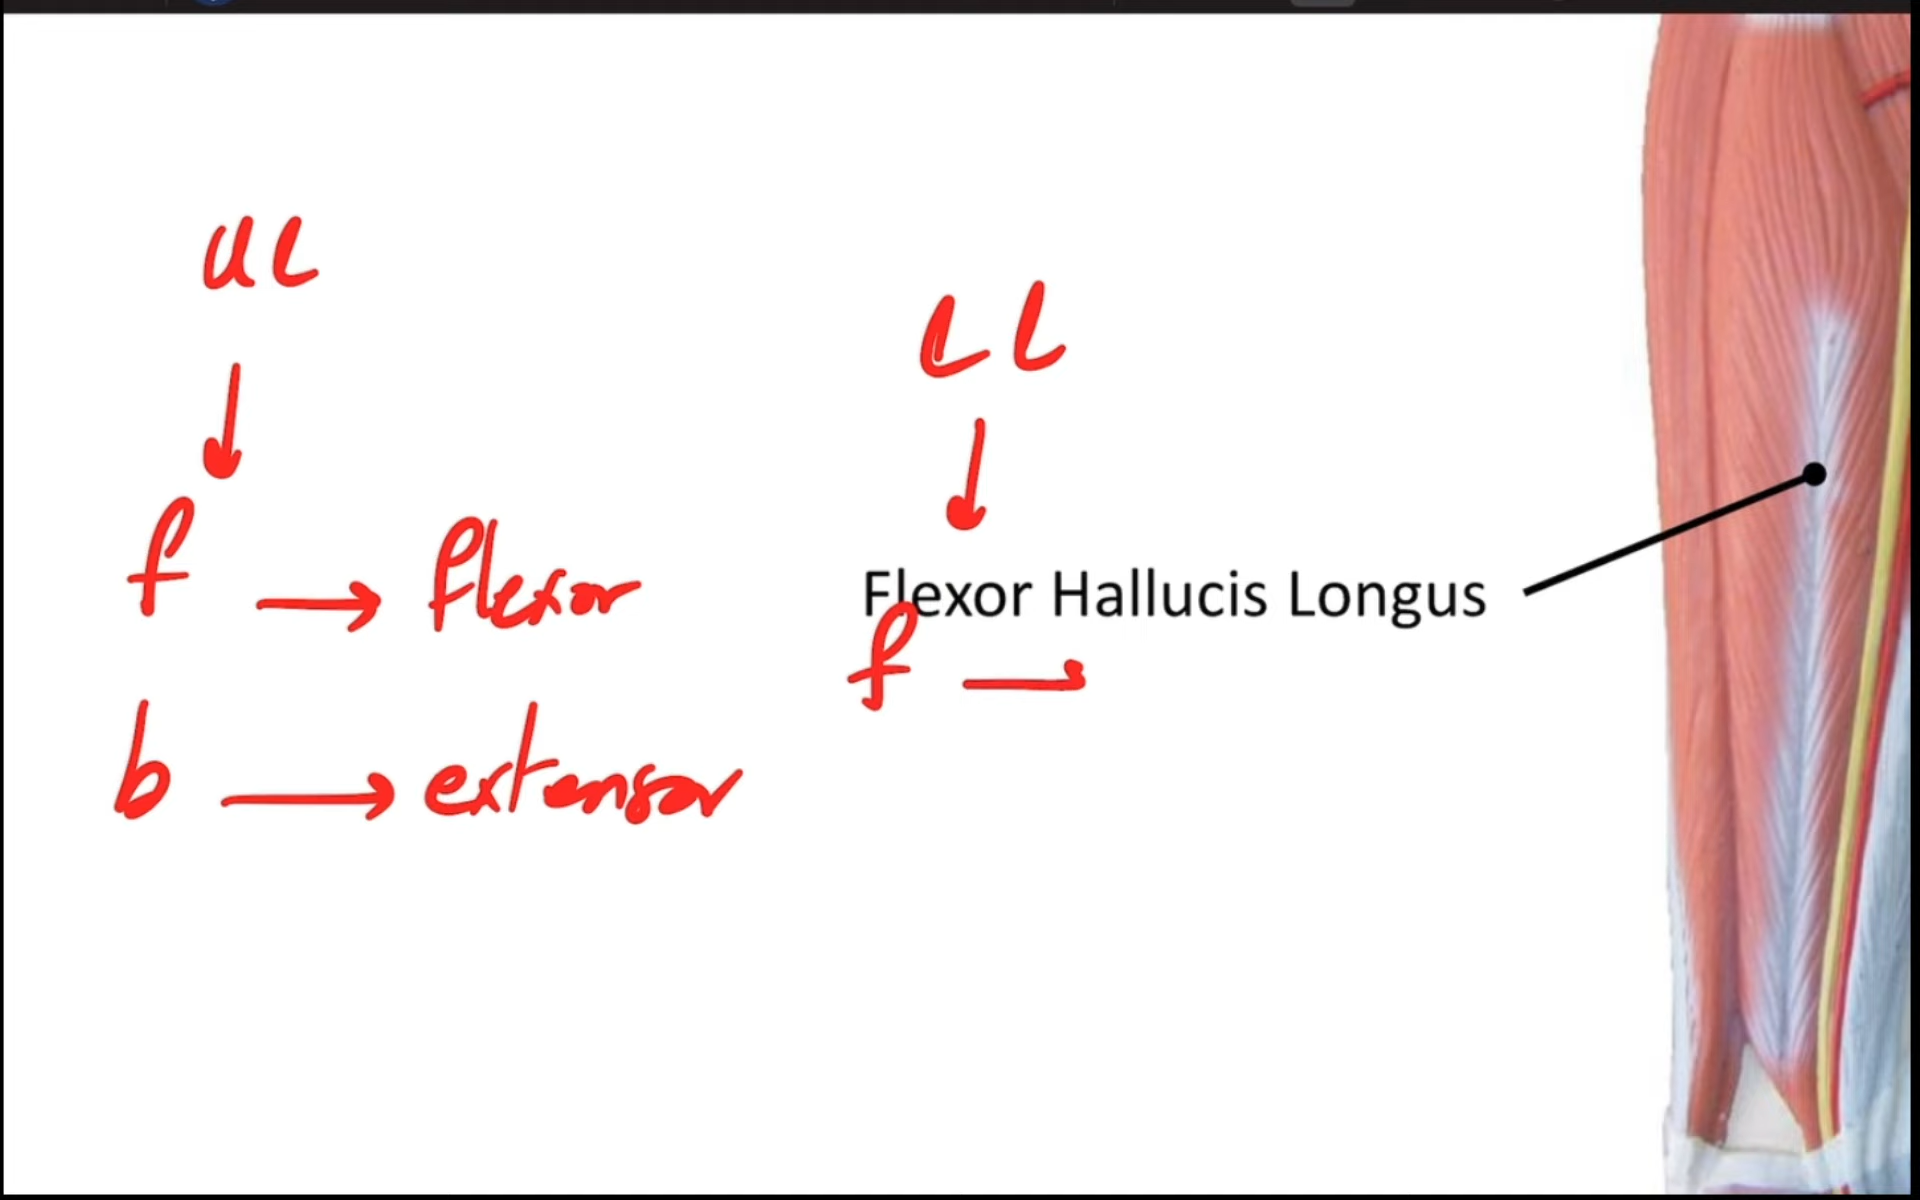 UL
↓
f → flexor
b → extensor
LL
↓
Flexor Hallucis Longus
f →